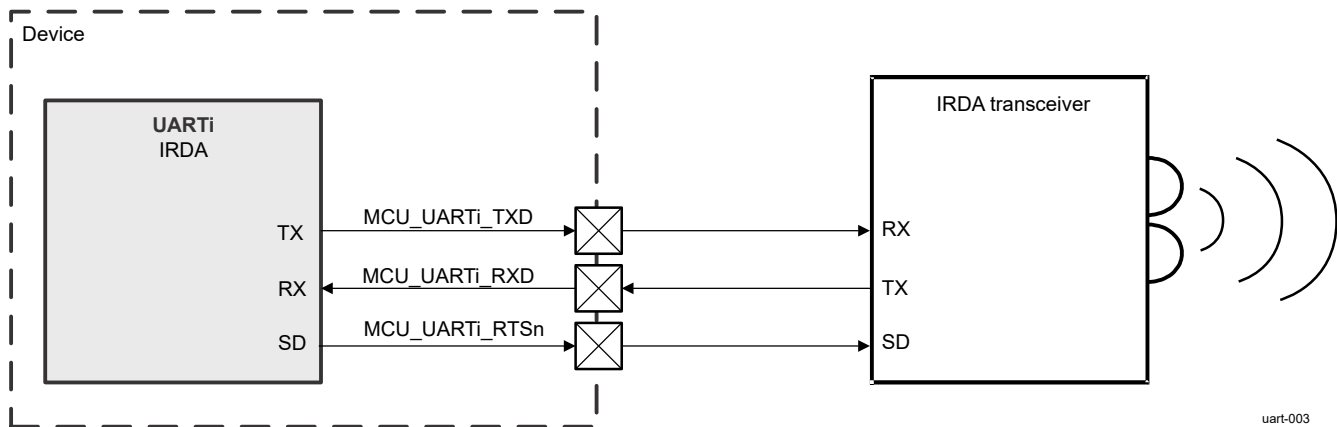 Device
UARTi
IRDA
IRDA transceiver
TX
MCU_UARTi_TXD
RX
RX
MCU_UARTi_RXD
TX
SD
MCU_UARTi_RTSn
SD
uart-003